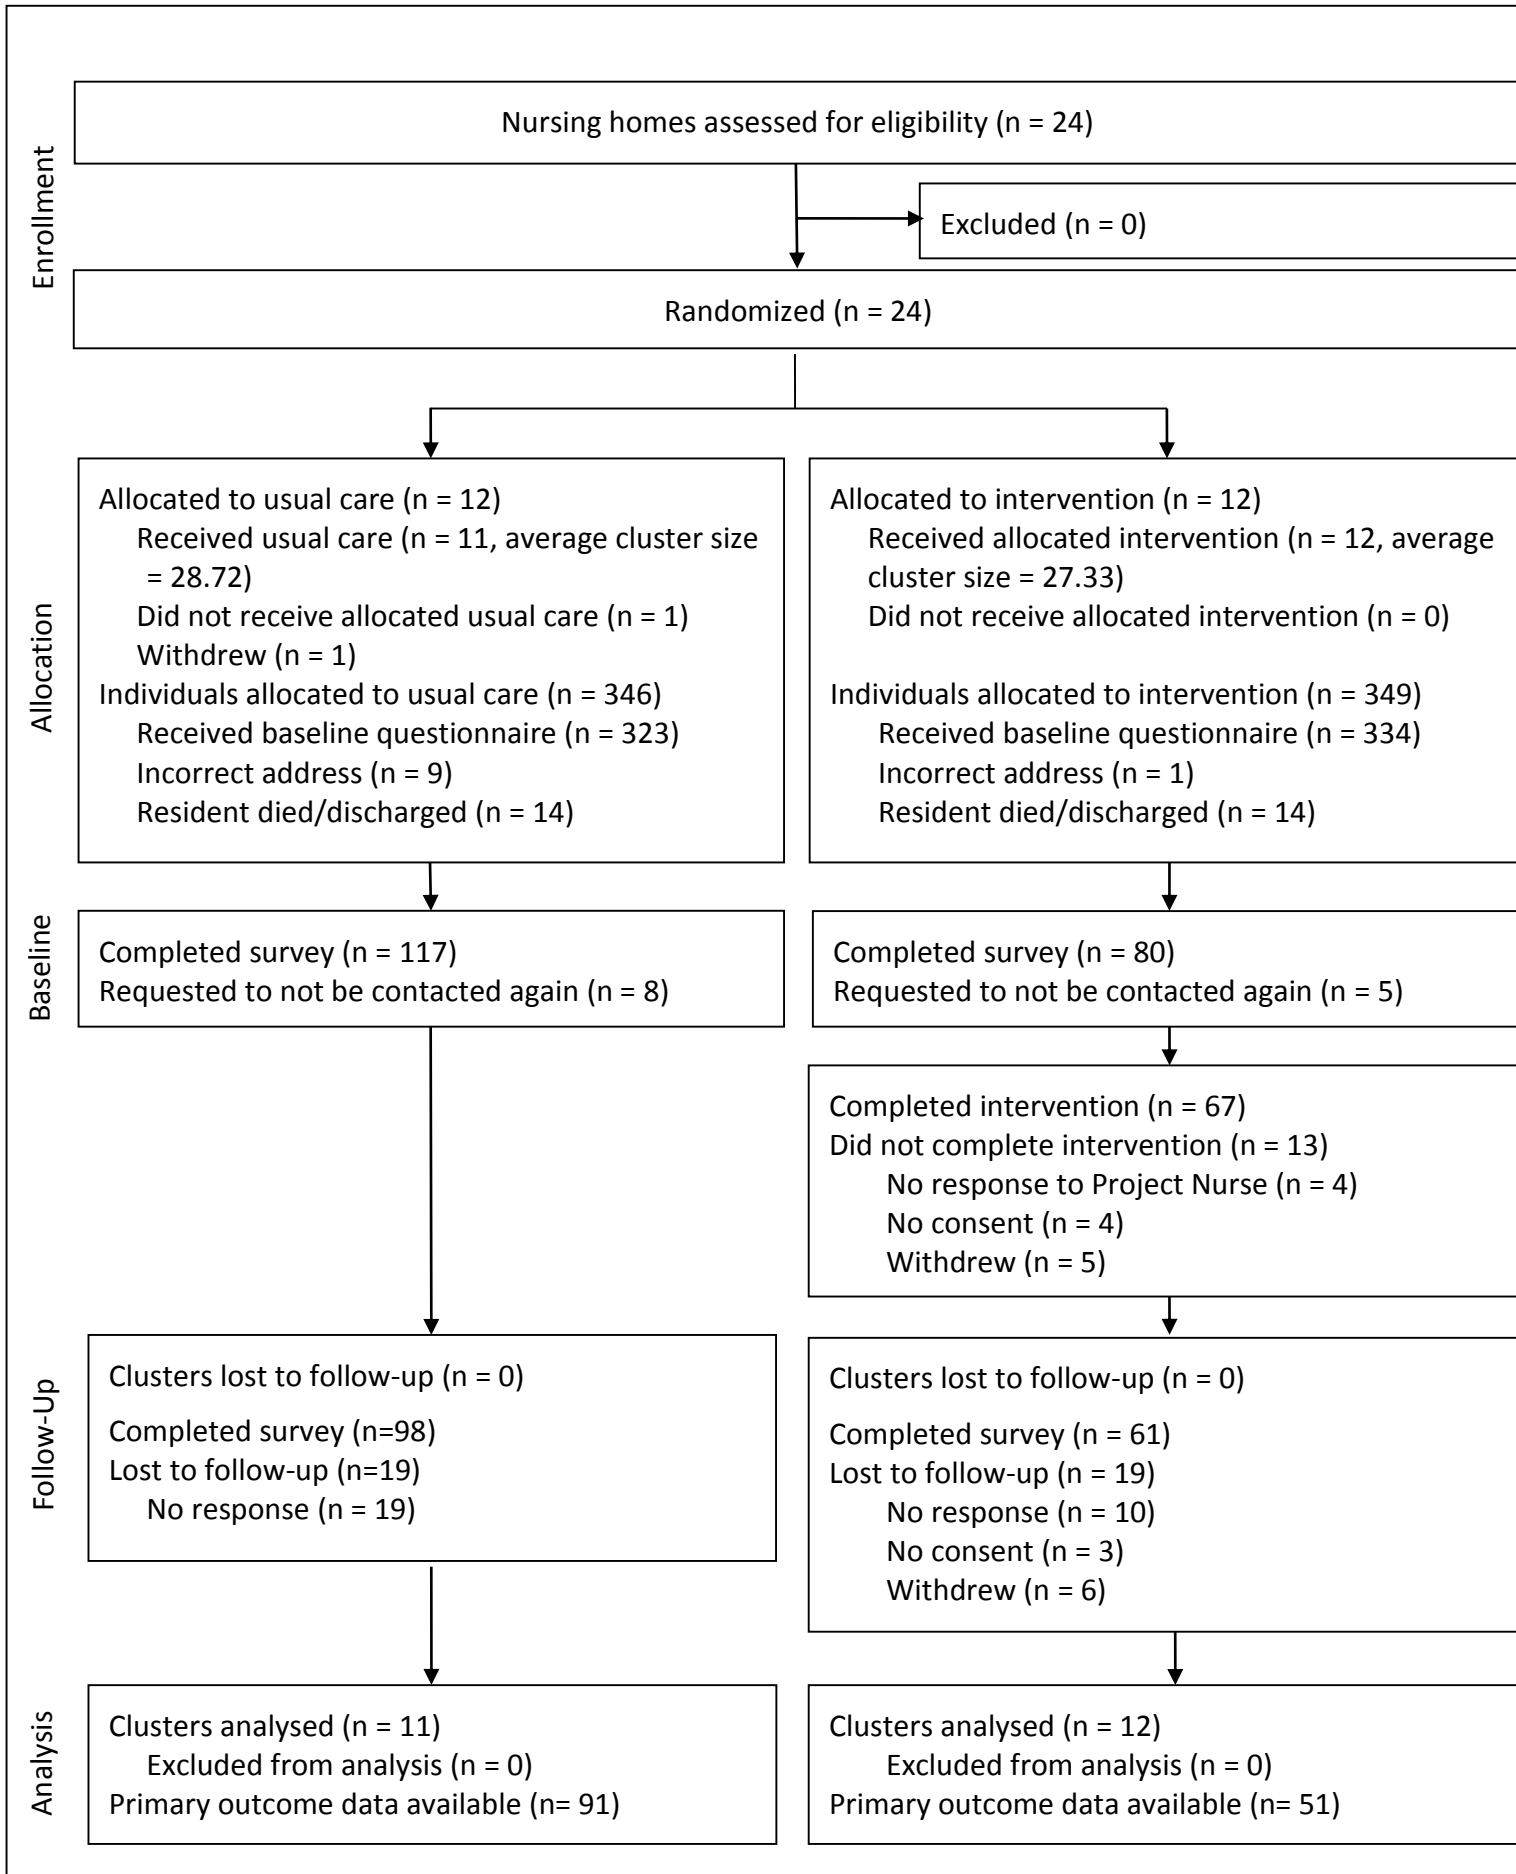 Enrollment
Nursing homes assessed for eligibility (n = 24)
Excluded (n = 0)
Randomized (n = 24)
Allocation
Allocated to usual care (n = 12)
Received usual care (n = 11, average cluster size
= 28.72)
Did not receive allocated usual care (n = 1)
Withdrew (n = 1)
Individuals allocated to usual care (n = 346)
Received baseline questionnaire (n = 323)
Incorrect address (n = 9)
Resident died/discharged (n = 14)
Allocated to intervention (n = 12)
Received allocated intervention (n = 12, average
cluster size = 27.33)
Did not receive allocated intervention (n = 0)
Individuals allocated to intervention (n = 349)
Received baseline questionnaire (n = 334)
Incorrect address (n = 1)
Resident died/discharged (n = 14)
Baseline
Completed survey (n = 117)
Requested to not be contacted again (n = 8)
Completed survey (n = 80)
Requested to not be contacted again (n = 5)
Completed intervention (n = 67)
Did not complete intervention (n = 13)
No response to Project Nurse (n = 4)
No consent (n = 4)
Withdrew (n = 5)
Follow-Up
Clusters lost to follow-up (n = 0)
Completed survey (n=98)
Lost to follow-up (n=19)
No response (n = 19)
Clusters lost to follow-up (n = 0)
Completed survey (n = 61)
Lost to follow-up (n = 19)
No response (n = 10)
No consent (n = 3)
Withdrew (n = 6)
Analysis
Clusters analysed (n = 11)
Excluded from analysis (n = 0)
Primary outcome data available (n= 91)
Clusters analysed (n = 12)
Excluded from analysis (n = 0)
Primary outcome data available (n= 51)